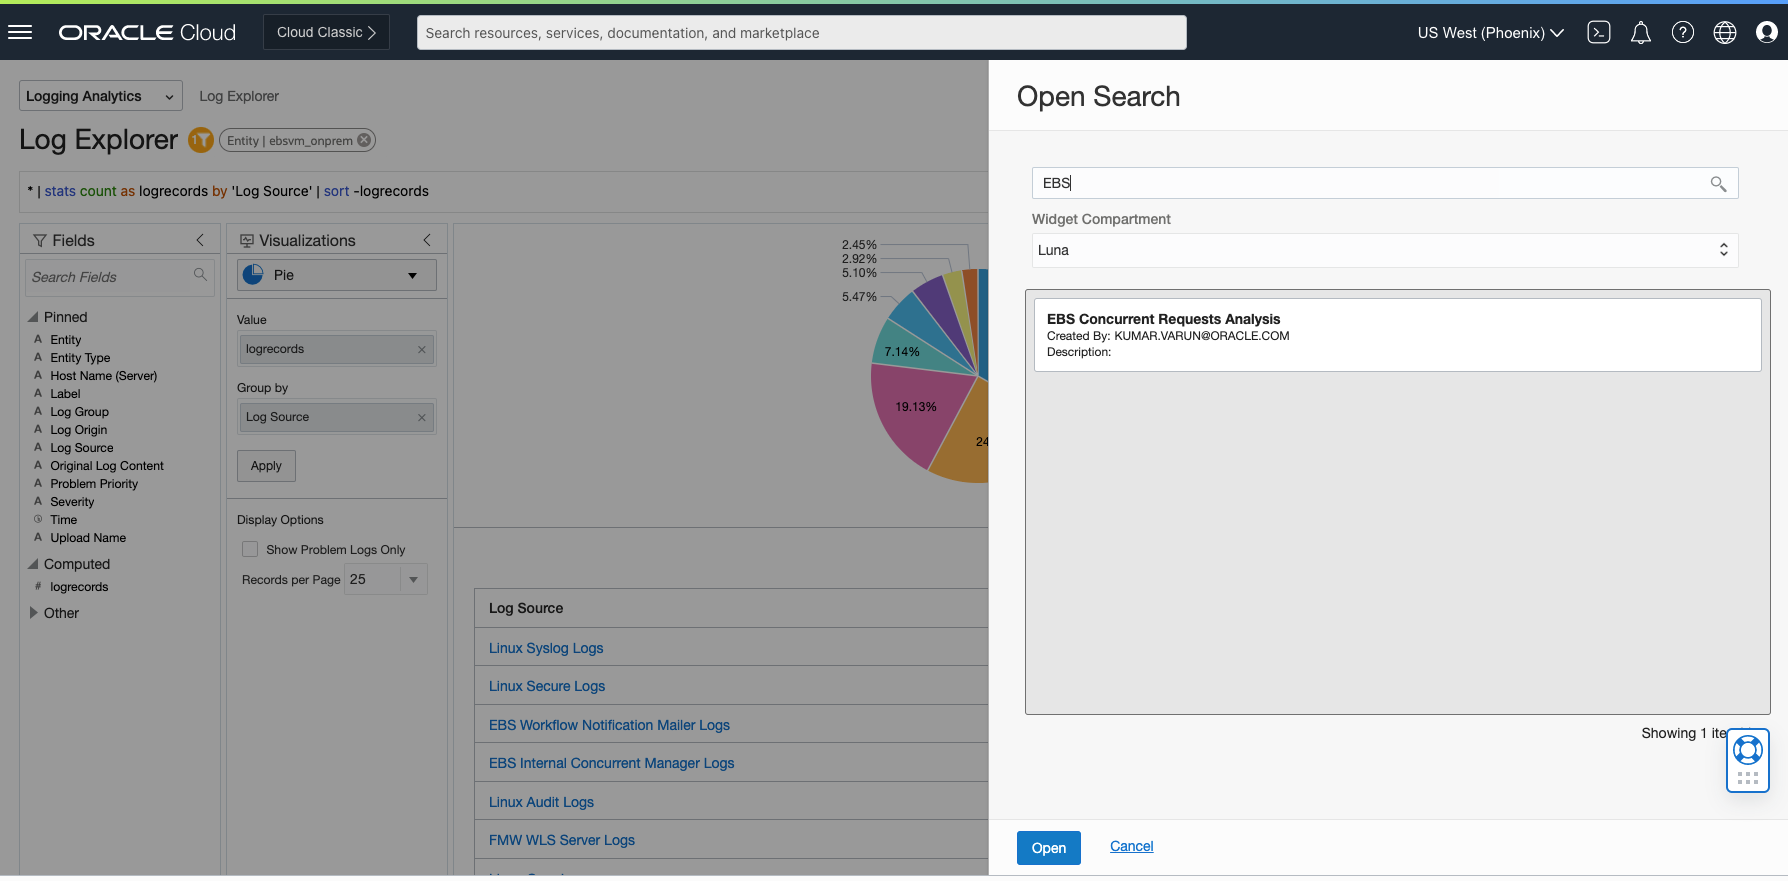 ORACLE Cloud
Cloud Classic
Search resources, services, documentation, and marketplace
US West (Phoenix)
Logging Analytics
Log Explorer
Log Explorer
1
Entity | ebsvm_onprem
* | stats count as logrecords by 'Log Source' | sort -logrecords
Fields
Search Fields
Pinned
A Entity
A Entity Type
A Host Name (Server)
A Label
A Log Group
A Log Origin
A Log Source
A Original Log Content
A Problem Priority
A Severity
Time
A Upload Name
Computed
# logrecords
Other
Visualizations
Pie
Value
logrecords
Group by
Log Source
Apply
Display Options
Show Problem Logs Only
Records per Page 25
2.45%
2.92%
5.10%
5.47%
7.14%
19.13%
24
Log Source
Linux Syslog Logs
Linux Secure Logs
EBS Workflow Notification Mailer Logs
EBS Internal Concurrent Manager Logs
Linux Audit Logs
FMW WLS Server Logs
Open Search
EBS
Widget Compartment
Luna
EBS Concurrent Requests Analysis
Created By: KUMAR.VARUN@ORACLE.COM
Description:
Showing 1 ite
Open
Cancel